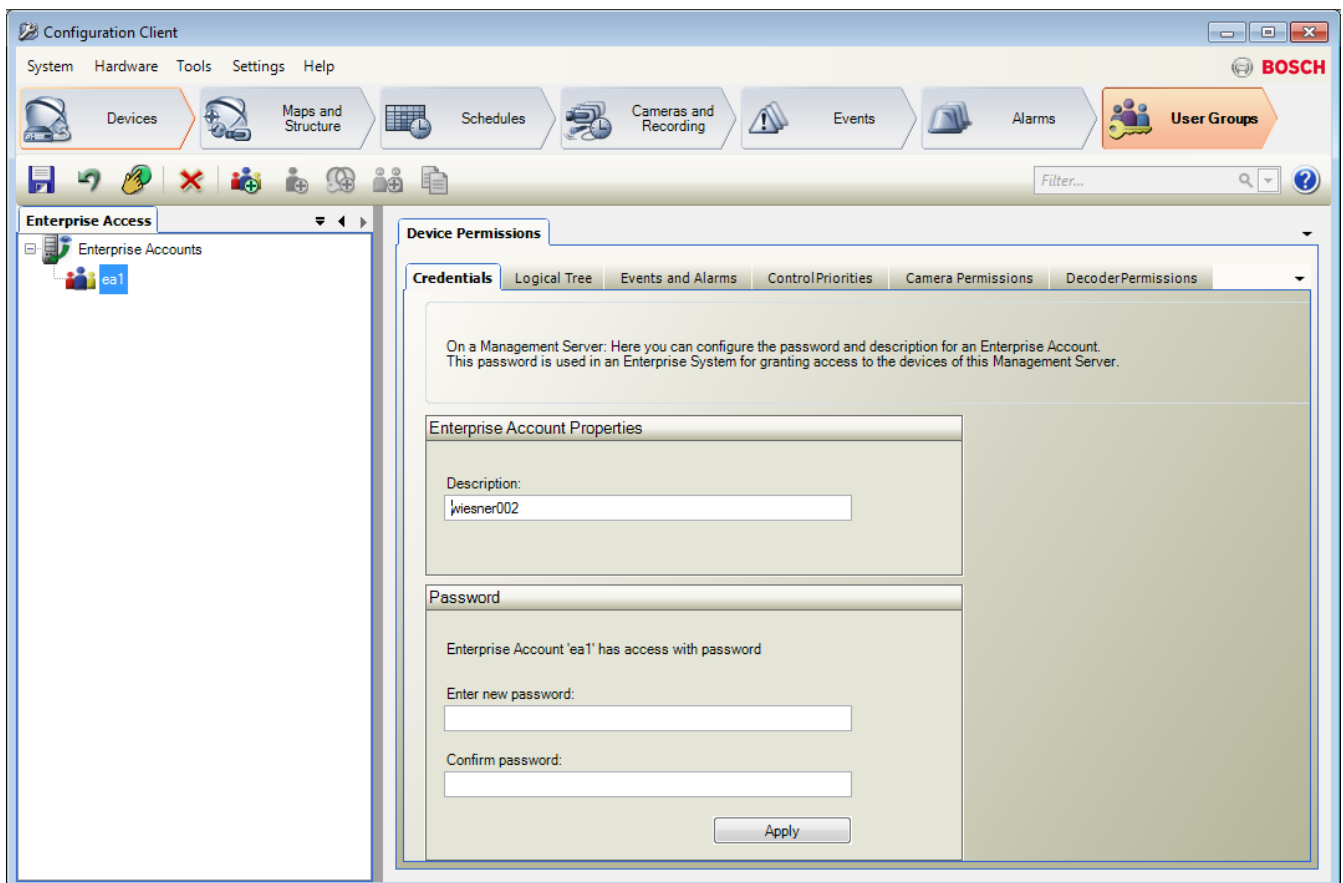 Configuration Client
System Hardware Tools Settings Help
BOSCH
Devices
Maps and
Structure
Schedules
Cameras and
Recording
Events
Alarms
User Groups
Filter...
Enterprise Access
Enterprise Accounts
ea1
Device Permissions
Credentials Logical Tree Events and Alarms ControlPriorities Camera Permissions DecoderPermissions
On a Management Server: Here you can configure the password and description for an Enterprise Account.
This password is used in an Enterprise System for granting access to the devices of this Management Server.
Enterprise Account Properties
Description:
wiesner002
Password
Enterprise Account 'ea1' has access with password
Enter new password:
Confirm password:
Apply